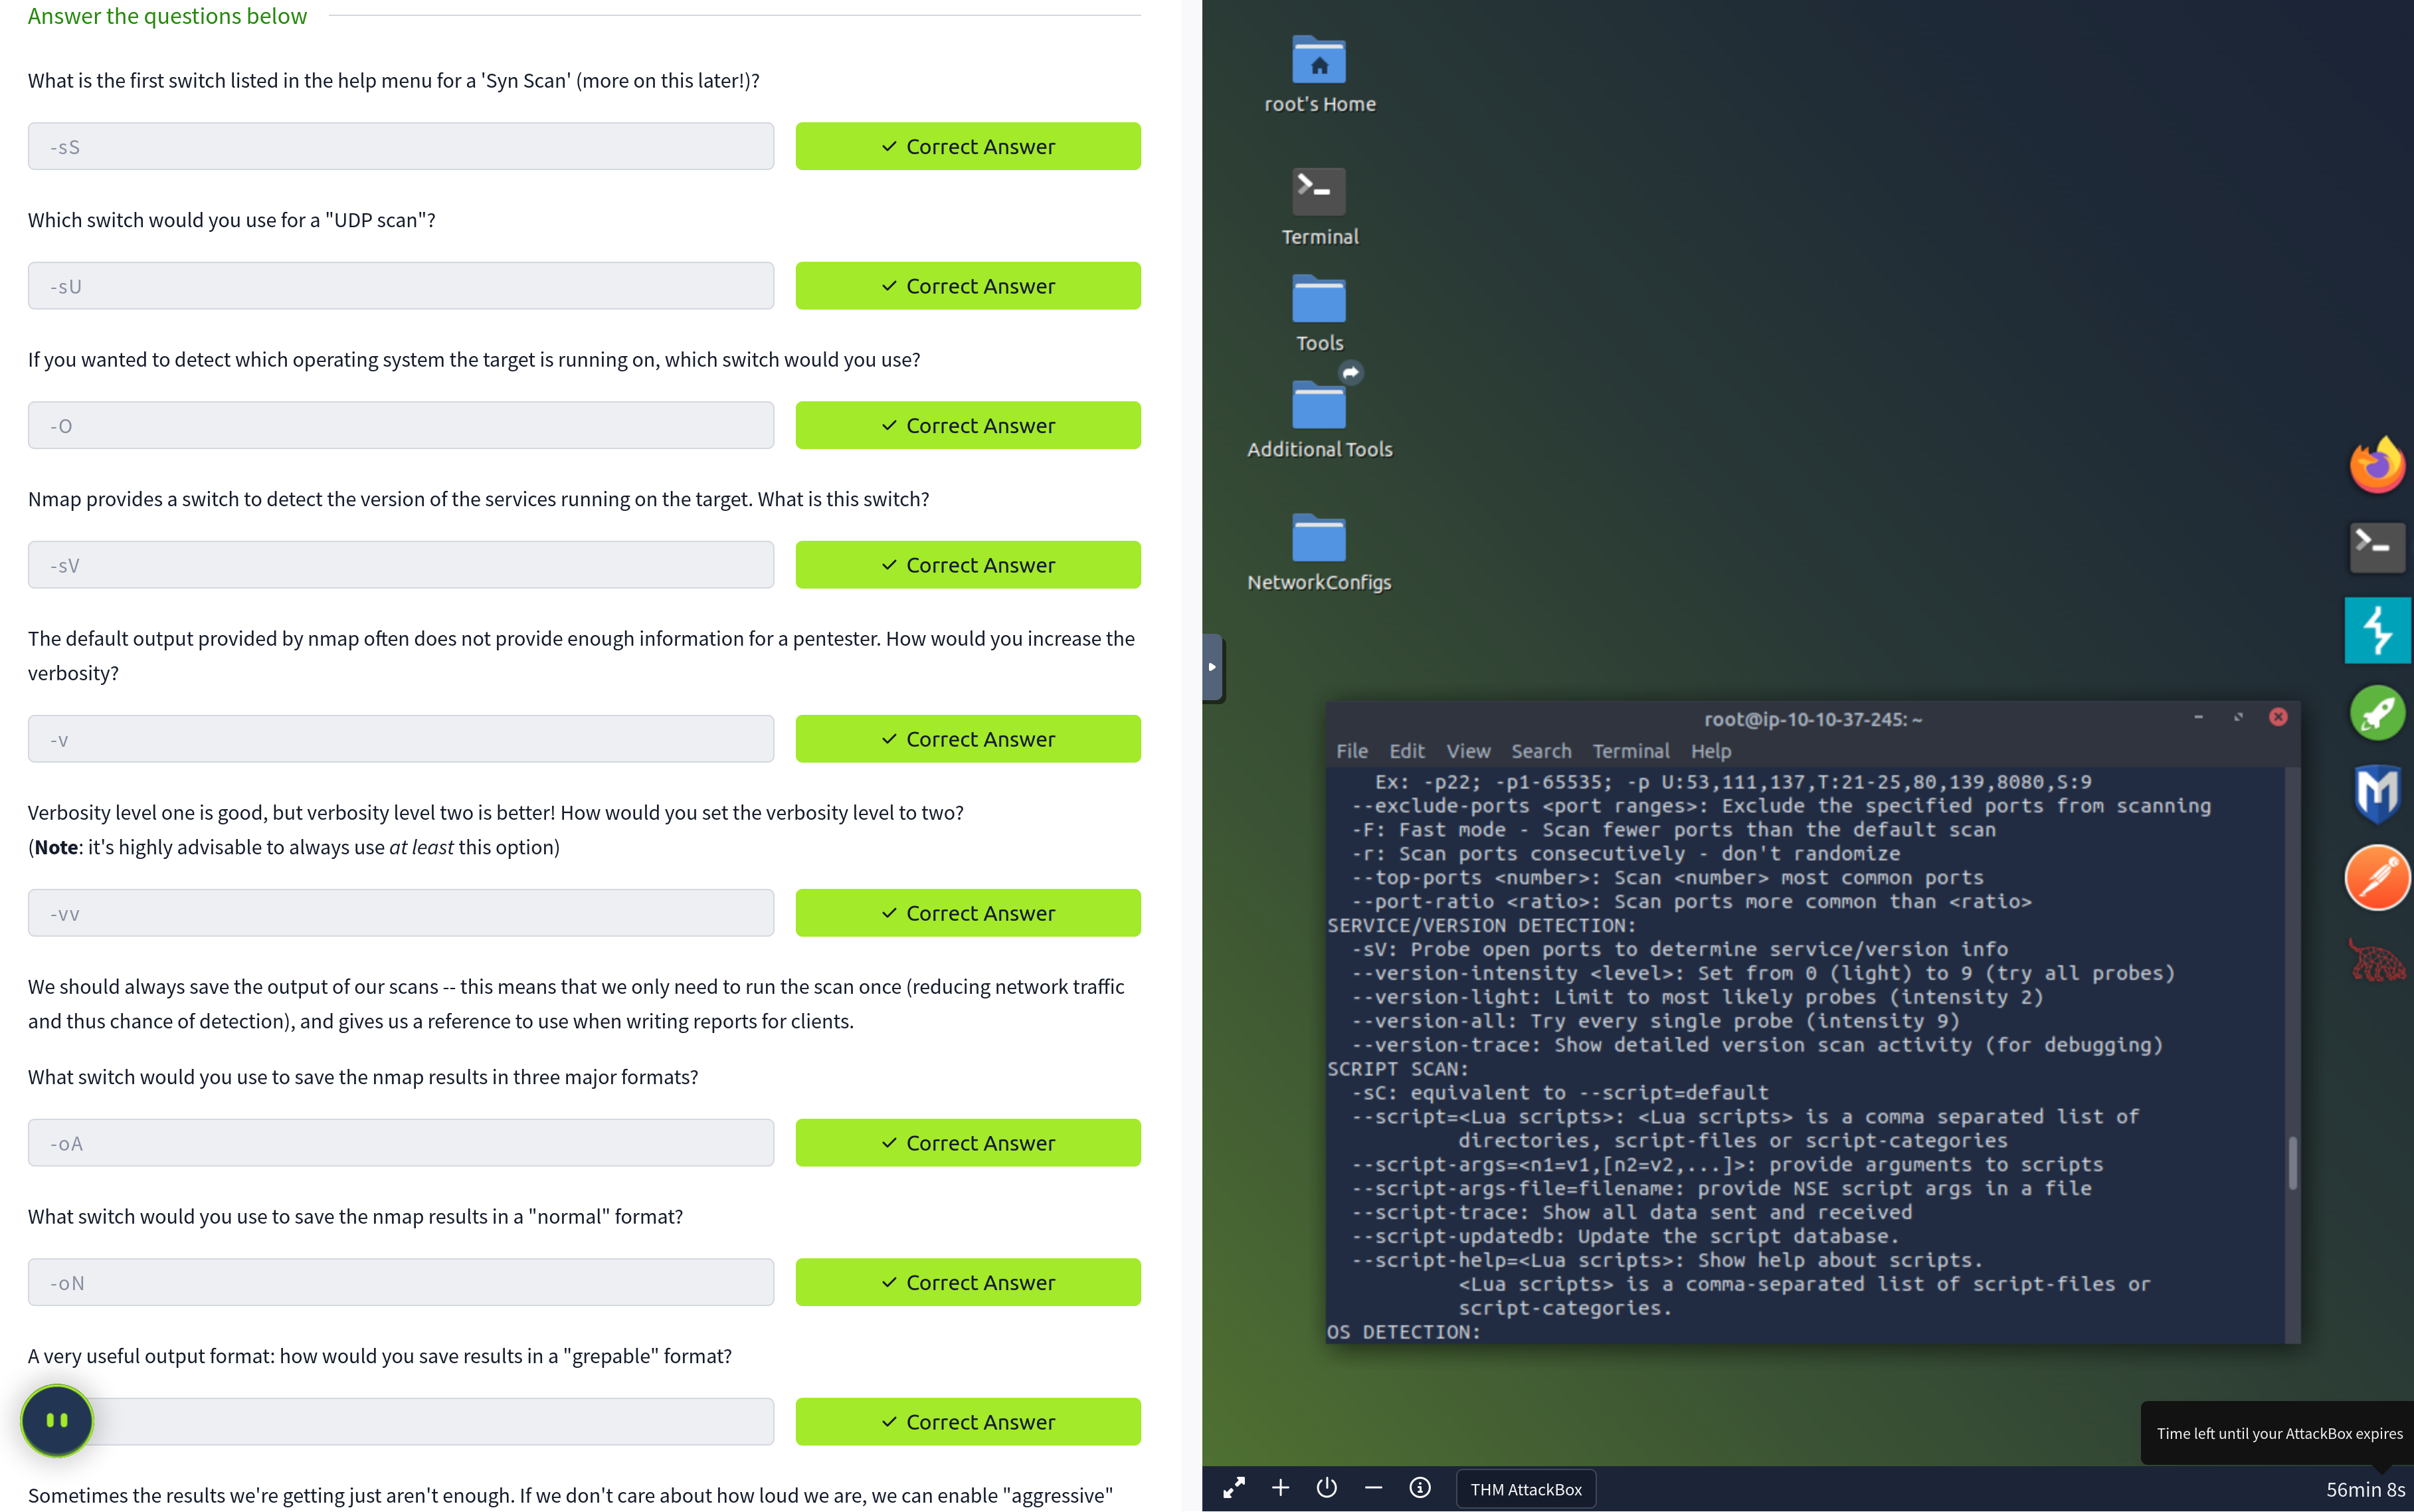 Answer the questions below
What is the first switch listed in the help menu for a 'Syn Scan' (more on this later!)?
-sS
✓ Correct Answer
Which switch would you use for a "UDP scan"?
-sU
✓ Correct Answer
If you wanted to detect which operating system the target is running on, which switch would you use?
-O
✓ Correct Answer
Nmap provides a switch to detect the version of the services running on the target. What is this switch?
-sV
✓ Correct Answer
The default output provided by nmap often does not provide enough information for a pentester. How would you increase the
verbosity?
-v
✓ Correct Answer
Verbosity level one is good, but verbosity level two is better! How would you set the verbosity level to two?
(Note: it's highly advisable to always use at least this option)
-vv
✓ Correct Answer
We should always save the output of our scans -- this means that we only need to run the scan once (reducing network traffic
and thus chance of detection), and gives us a reference to use when writing reports for clients.
What switch would you use to save the nmap results in three major formats?
-oA
✓ Correct Answer
What switch would you use to save the nmap results in a "normal" format?
-oN
✓ Correct Answer
A very useful output format: how would you save results in a "grepable" format?
✓ Correct Answer
Sometimes the results we're getting just aren't enough. If we don't care about how loud we are, we can enable "aggressive"
root's Home
Terminal
Tools
Additional Tools
NetworkConfigs
root@ip-10-10-37-245: ~
File Edit View Search Terminal Help
Ex: -p22; -p1-65535; -p U:53,111,137,T:21-25,80,139,8080,S:9
--exclude-ports <port ranges>: Exclude the specified ports from scanning
-F: Fast mode - Scan fewer ports than the default scan
-r: Scan ports consecutively - don't randomize
--top-ports <number>: Scan <number> most common ports
--port-ratio <ratio>: Scan ports more common than <ratio>
SERVICE/VERSION DETECTION:
-sV: Probe open ports to determine service/version info
--version-intensity <level>: Set from 0 (light) to 9 (try all probes)
--version-light: Limit to most likely probes (intensity 2)
--version-all: Try every single probe (intensity 9)
--version-trace: Show detailed version scan activity (for debugging)
SCRIPT SCAN:
-sC: equivalent to --script=default
--script=<Lua scripts>: <Lua scripts> is a comma separated list of
directories, script-files or script-categories
--script-args=<n1=v1,[n2=v2,...]>: provide arguments to scripts
--script-args-file=filename: provide NSE script args in a file
--script-trace: Show all data sent and received
--script-updatedb: Update the script database.
--script-help=<Lua scripts>: Show help about scripts.
<Lua scripts> is a comma-separated list of script-files or
script-categories.
OS DETECTION:
Time left until your AttackBox expires
THM AttackBox
56min 8s